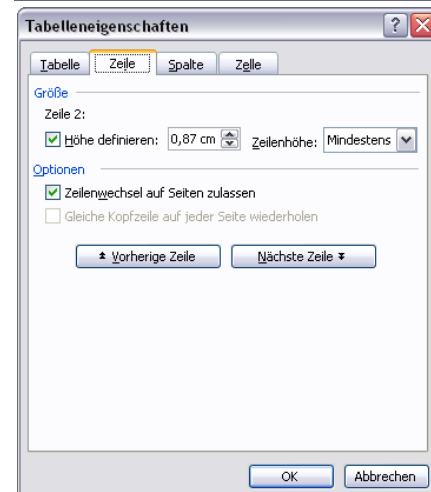 Tabelleneigenschaften
Tabelle Zeile Spalte Zelle
Größe
Zeile 2:
Höhe definieren: 0,87 cm Zeilenhöhe: Mindestens
Optionen
Zeilenwechsel auf Seiten zulassen
Gleiche Kopfzeile auf jeder Seite wiederholen
Vorherige Zeile Nächste Zeile
OK Abbrechen